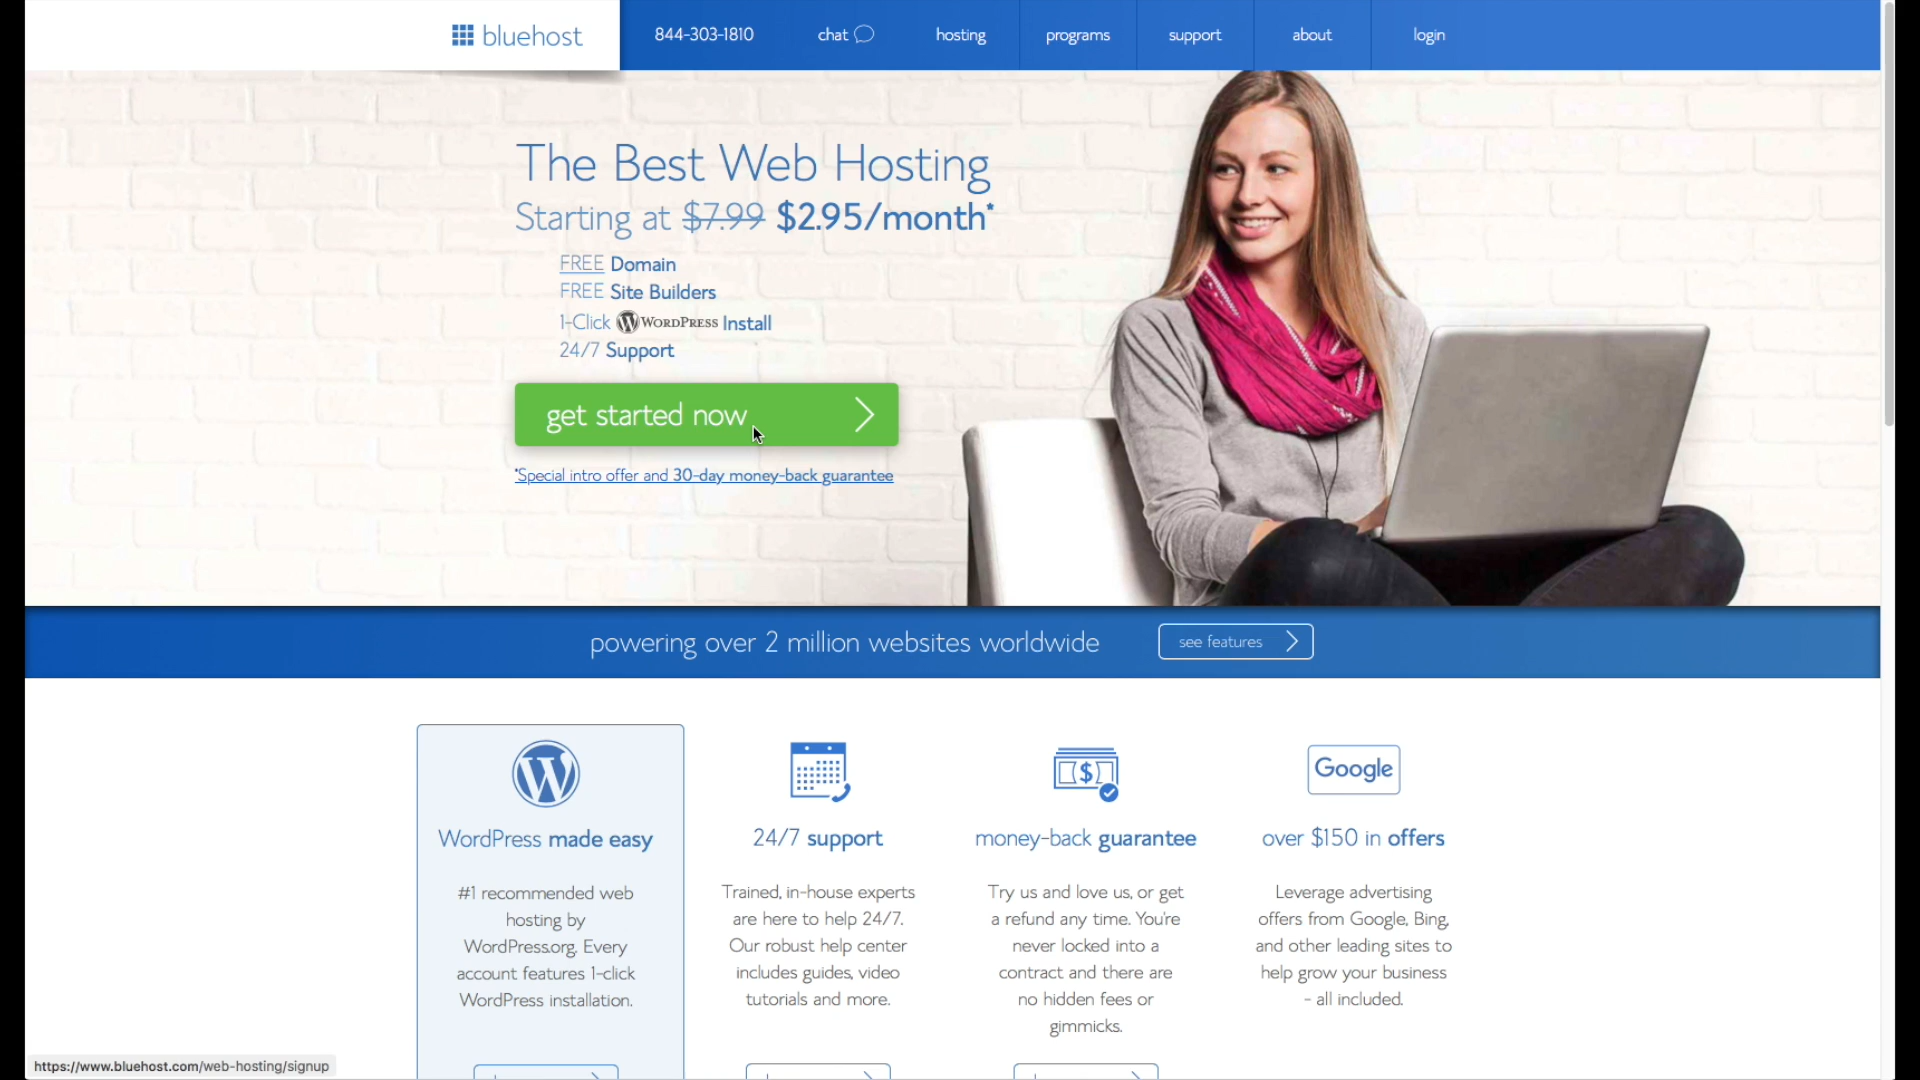 bluehost
844-303-1810
chat
hosting
programs
support
about
login
The Best Web Hosting
Starting at $7.99 $2.95/month*
FREE Domain
FREE Site Builders
1-Click WORDPRESS Install
24/7 Support
get started now
*Special intro offer and 30-day money-back guarantee
powering over 2 million websites worldwide
see features
WordPress made easy
#1 recommended web
hosting by
WordPress.org. Every
account features 1-click
WordPress installation.
24/7 support
Trained, in-house experts
are here to help 24/7.
Our robust help center
includes guides, video
tutorials and more.
money-back guarantee
Try us and love us, or get
a refund any time. You're
never locked into a
contract and there are
no hidden fees or
gimmicks.
Google
over $150 in offers
Leverage advertising
offers from Google, Bing,
and other leading sites to
help grow your business
- all included.
https://www.bluehost.com/web-hosting/signup